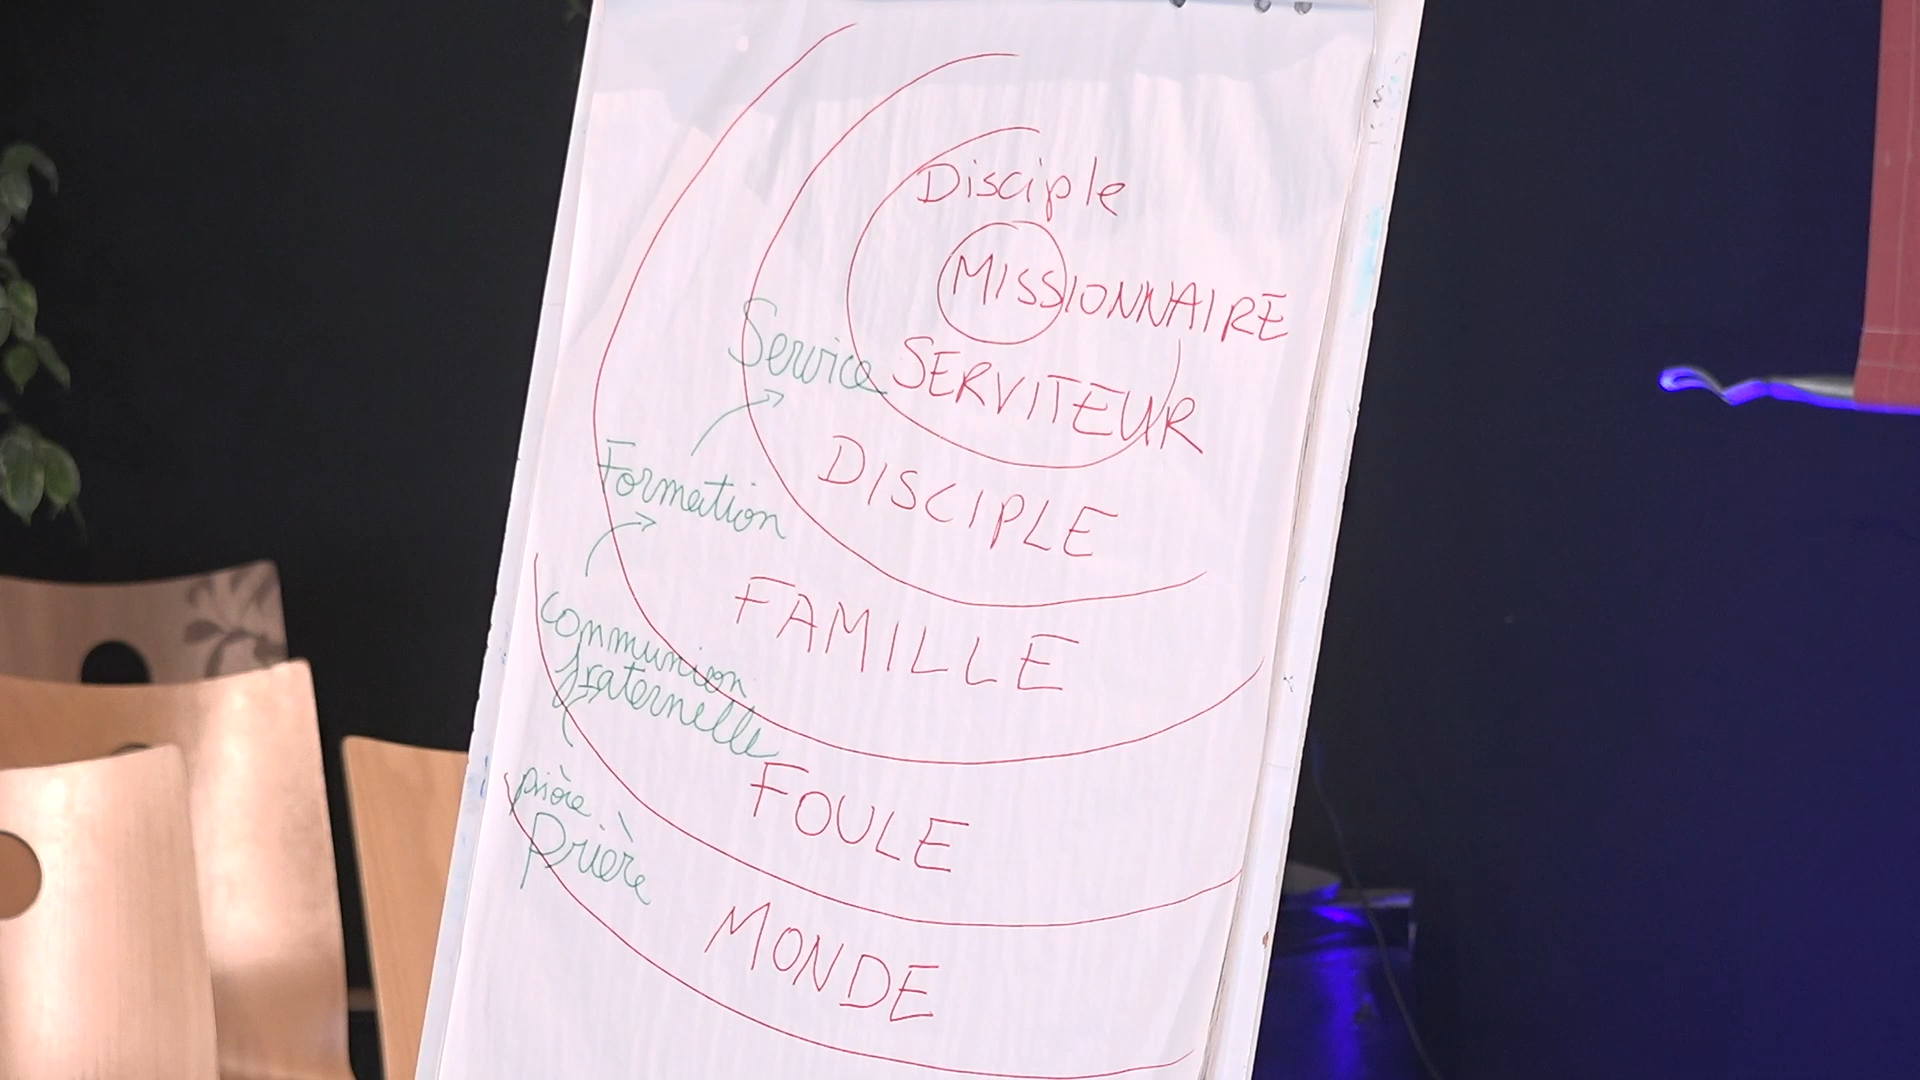 Disciple
MISSIONNAIRE
Service
SERVITEUR
DISCIPLE
Formation
FAMILLE
communion
fraternelle
FOULE
prière
Prière
MONDE